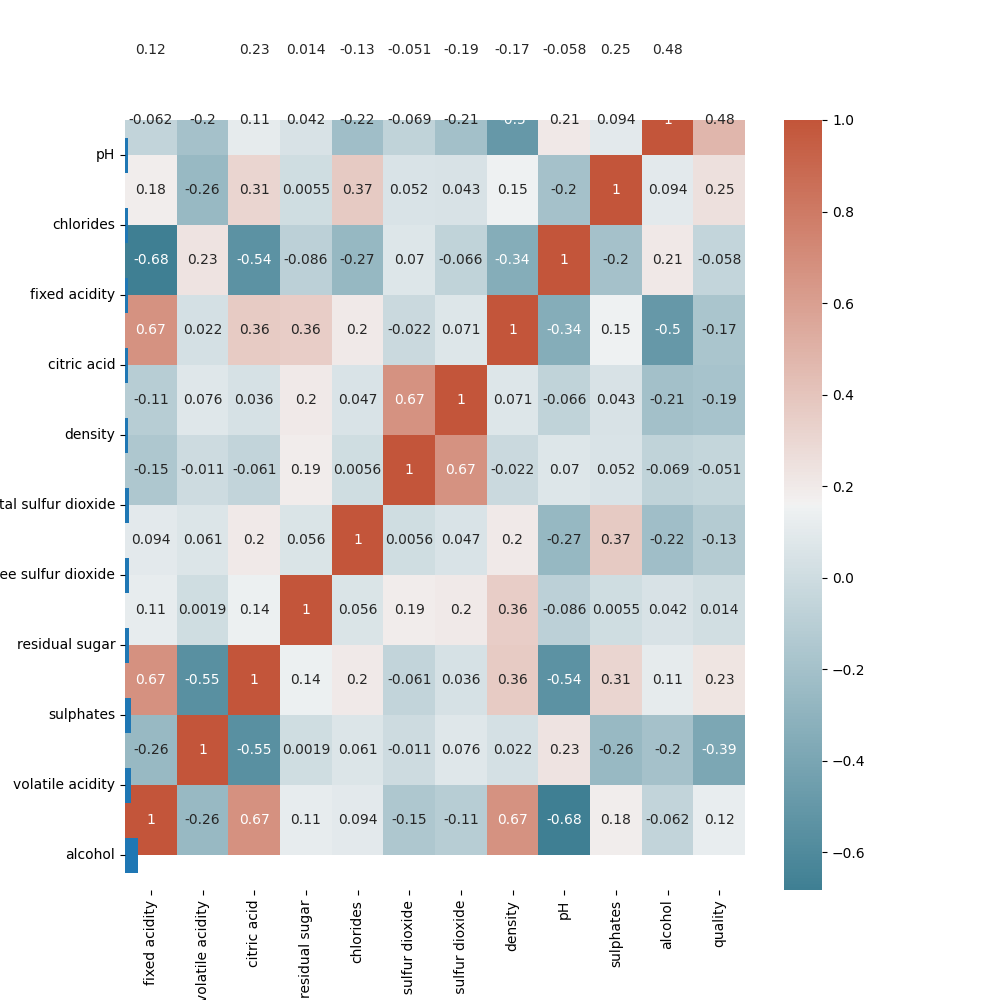 0.12 0.23 0.014 -0.13 -0.051 -0.19 -0.17 -0.058 0.25 0.48
-0.062 -0.2 0.11 0.042 -0.22 -0.069 -0.21 -0.5 0.21 0.094 1 0.48
1.0
pH
0.18 -0.26 0.31 0.0055 0.37 0.052 0.043 0.15 -0.2 1 0.094 0.25
0.8
chlorides
-0.68 0.23 -0.54 -0.086 -0.27 0.07 -0.066 -0.34 1 -0.2 0.21 -0.058
fixed acidity
0.6
0.67 0.022 0.36 0.36 0.2 -0.022 0.071 1 -0.34 0.15 -0.5 -0.17
citric acid
0.4
-0.11 0.076 0.036 0.2 0.047 0.67 1 0.071 -0.066 0.043 -0.21 -0.19
density
-0.15 -0.011 -0.061 0.19 0.0056 1 0.67 -0.022 0.07 0.052 -0.069 -0.051
0.2
tal sulfur dioxide
0.094 0.061 0.2 0.056 1 0.0056 0.047 0.2 -0.27 0.37 -0.22 -0.13
ee sulfur dioxide
0.0
0.11 0.0019 0.14 1 0.056 0.19 0.2 0.36 -0.086 0.0055 0.042 0.014
residual sugar
−0.2
0.67 -0.55 1 0.14 0.2 -0.061 0.036 0.36 -0.54 0.31 0.11 0.23
sulphates
-0.26 1 -0.55 0.0019 0.061 -0.011 0.076 0.022 0.23 -0.26 -0.2 -0.39
−0.4
volatile acidity
1 -0.26 0.67 0.11 0.094 -0.15 -0.11 0.67 -0.68 0.18 -0.062 0.12
−0.6
alcohol
fixed acidity
volatile acidity
citric acid
residual sugar
chlorides
sulfur dioxide
sulfur dioxide
density
pH
sulphates
alcohol
quality